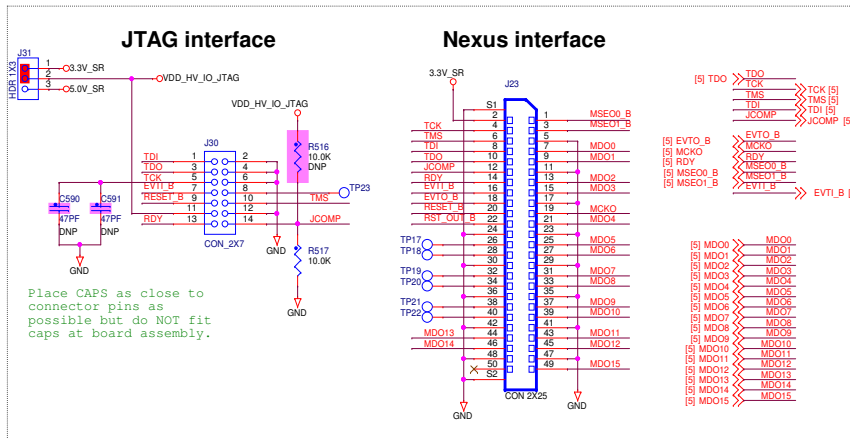 JTAG interface
Nexus interface
J31
HDR 1X3
1
2
3
3.3V_SR
5.0V_SR
VDD_HV_IO_JTAG
VDD_HV_IO_JTAG
R516
10.0K
DNP
J30
TDI 1 2
TDO 3 4
TCK 5 6
EVTI_B 7 8 TP23
RESET_B 9 10 TMS
11 12
RDY 13 14 JCOMP
CON_2X7
C590
47PF
DNP
C591
47PF
DNP
GND
GND
R517
10.0K
GND
Place CAPS as close to
connector pins as
possible but do NOT fit
caps at board assembly.
3.3V_SR
J23
S1
2 1 MSEO0_B
TCK 4 3 MSEO1_B
TMS 6 5
TDI 8 7 MDO0
TDO 10 9 MDO1
JCOMP 12 11
RDY 14 13 MDO2
EVTI_B 16 15 MDO3
EVTO_B 18 17
RESET_B 20 19 MCKO
RST_OUT_B 22 21 MDO4
24 23
TP17 26 25 MDO5
TP18 28 27 MDO6
30 29
TP19 32 31 MDO7
TP20 34 33 MDO8
36 35
TP21 38 37 MDO9
TP22 40 39 MDO10
42 41
MDO13 44 43 MDO11
MDO14 46 45 MDO12
48 47
50 49 MDO15
S2
CON 2X25
GND
GND
[5] TDO TDO
TCK TCK [5]
TMS TMS [5]
TDI TDI [5]
JCOMP JCOMP [5
[5] EVTO_B EVTO_B
[5] MCKO MCKO
[5] RDY RDY
[5] MSEO0_B MSEO0_B
[5] MSEO1_B MSEO1_B
EVTI_B EVTI_B [
[5] MDO0 MDO0
[5] MDO1 MDO1
[5] MDO2 MDO2
[5] MDO3 MDO3
[5] MDO4 MDO4
[5] MDO5 MDO5
[5] MDO6 MDO6
[5] MDO7 MDO7
[5] MDO8 MDO8
[5] MDO9 MDO9
[5] MDO10 MDO10
[5] MDO11 MDO11
[5] MDO12 MDO12
[5] MDO13 MDO13
[5] MDO14 MDO14
[5] MDO15 MDO15